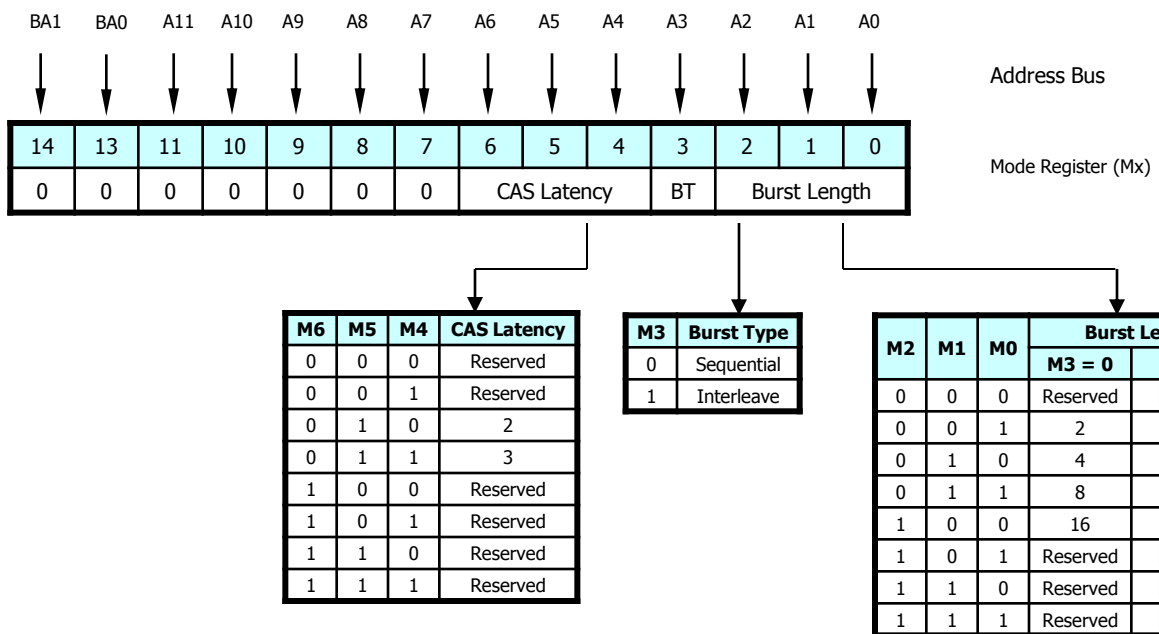 BA1 BA0 A11 A10 A9 A8 A7 A6 A5 A4 A3 A2 A1 A0
Address Bus
14 13 11 10 9 8 7 6 5 4 3 2 1 0
Mode Register (Mx)
0 0 0 0 0 0 0 CAS Latency BT Burst Length
M6 M5 M4 CAS Latency
0 0 0 Reserved
0 0 1 Reserved
0 1 0 2
0 1 1 3
1 0 0 Reserved
1 0 1 Reserved
1 1 0 Reserved
1 1 1 Reserved
M3 Burst Type
0 Sequential
1 Interleave
M2 M1 M0 Burst Le
M3 = 0
0 0 0 Reserved
0 0 1 2
0 1 0 4
0 1 1 8
1 0 0 16
1 0 1 Reserved
1 1 0 Reserved
1 1 1 Reserved